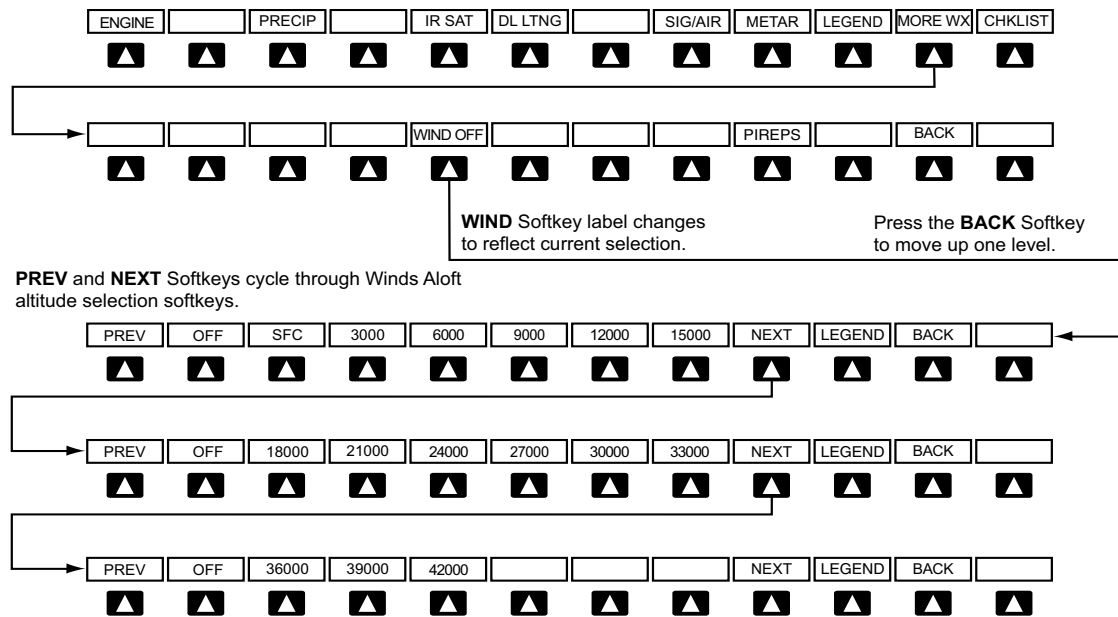 ENGINE PRECIP IR SAT DL LTNG SIG/AIR METAR LEGEND MORE WX CHKLIST
WIND OFF PIREPS BACK
WIND Softkey label changes
to reflect current selection.
Press the BACK Softkey
to move up one level.
PREV and NEXT Softkeys cycle through Winds Aloft
altitude selection softkeys.
PREV OFF SFC 3000 6000 9000 12000 15000 NEXT LEGEND BACK
PREV OFF 18000 21000 24000 27000 30000 33000 NEXT LEGEND BACK
PREV OFF 36000 39000 42000 NEXT LEGEND BACK